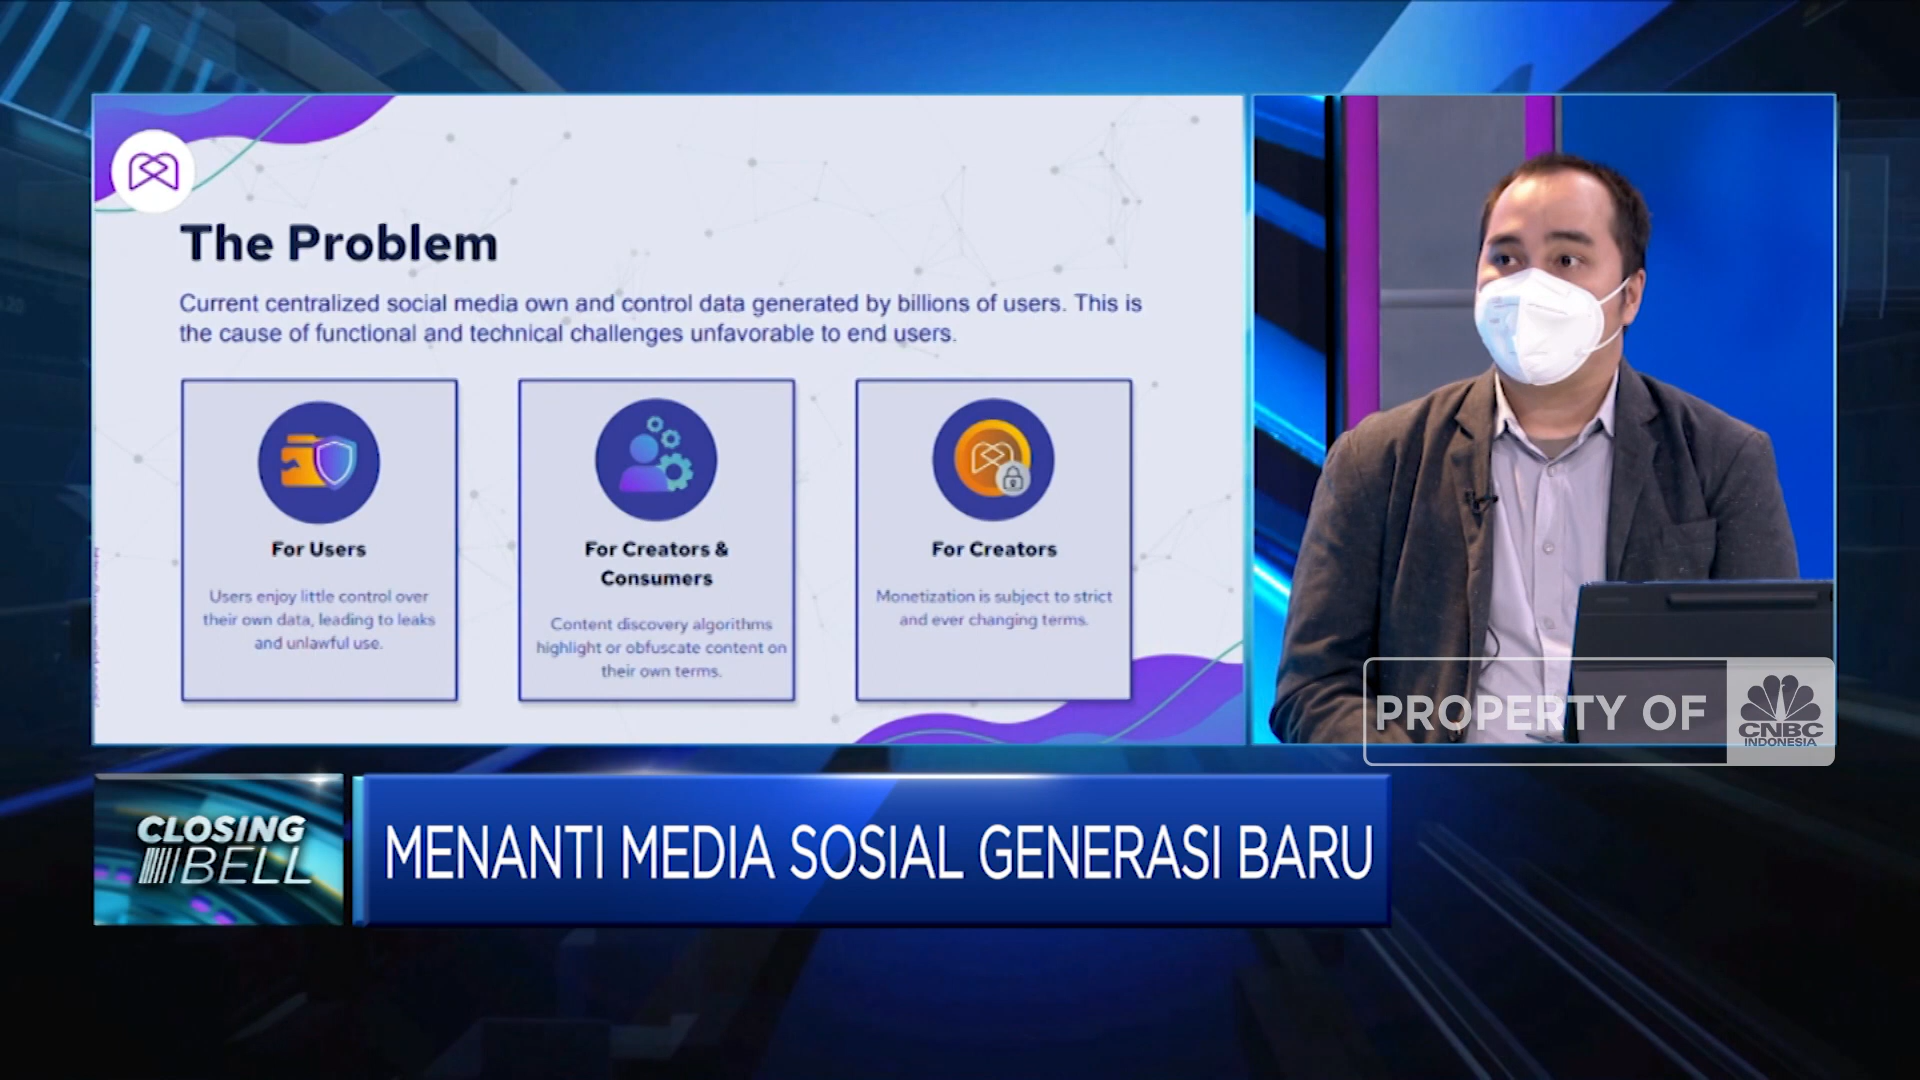 The Problem
Current centralized social media own and control data generated by billions of users. This is
the cause of functional and technical challenges unfavorable to end users.
For Users
Users enjoy little control over
their own data, leading to leaks
and unlawful use.
For Creators &
Consumers
Content discovery algorithms
highlight or obfuscate content on
their own terms.
For Creators
Monetization is subject to strict
and ever changing terms.
PROPERTY OF
CNBC
INDONESIA
CLOSING
BELL
MENANTI MEDIA SOSIAL GENERASI BARU